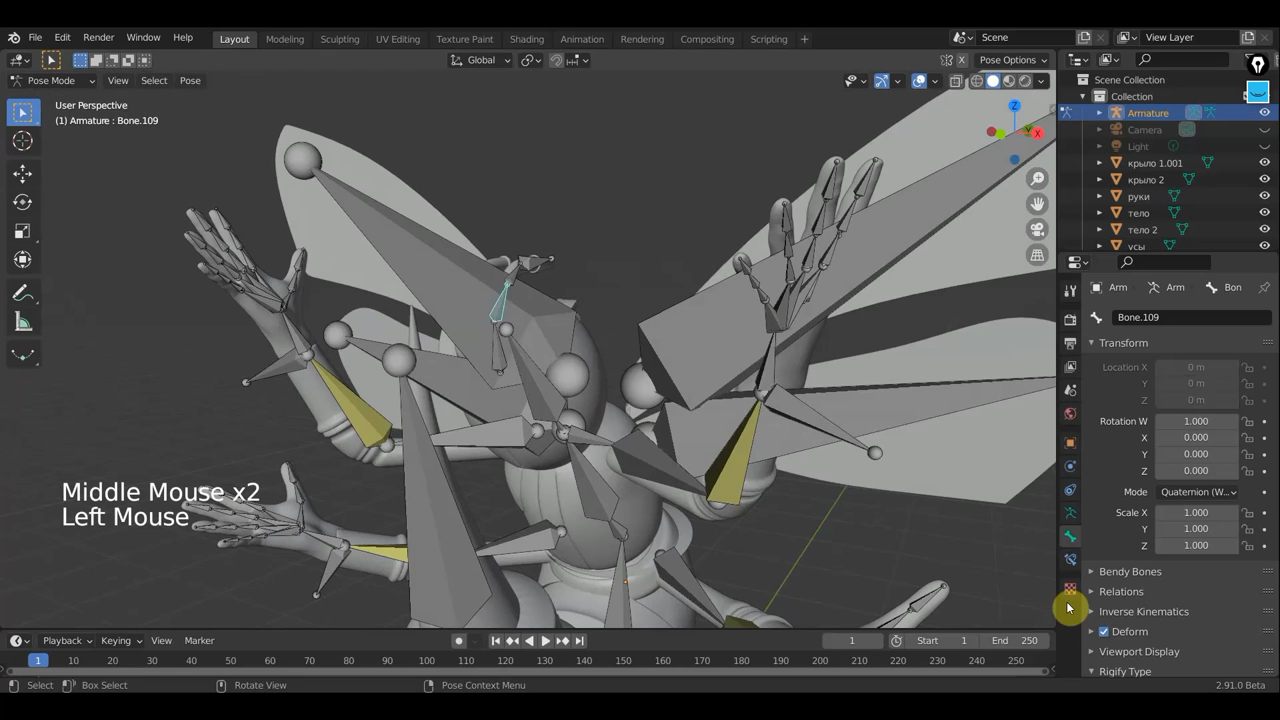 File Edit Render Window Help Layout Modeling Sculpting UV Editing Texture Paint Shading Animation Rendering Compositing Scripting + Scene View Layer
Global X Pose Options
Pose Mode View Select Pose
User Perspective
(1) Armature : Bone.109
Z
Y
X
Middle Mouse x2
Left Mouse
Scene Collection
Collection
Armature
Camera
Light
крыло 1.001
крыло 2
руки
тело
тело 2
усы
Arm Arm Bon
Bone.109
Transform
Location X 0 m
Y 0 m
Z 0 m
Rotation W 1.000
X 0.000
Y 0.000
Z 0.000
Mode Quaternion (W...
Scale X 1.000
Y 1.000
Z 1.000
Bendy Bones
Relations
Inverse Kinematics
Deform
Viewport Display
Rigify Type
Playback Keying View Marker 1 Start 1 End 250
1 10 20 30 40 50 60 70 80 90 100 110 120 130 140 150 160 170 180 190 200 210 220 230 240 250
Select Box Select Rotate View Pose Context Menu 2.91.0 Beta